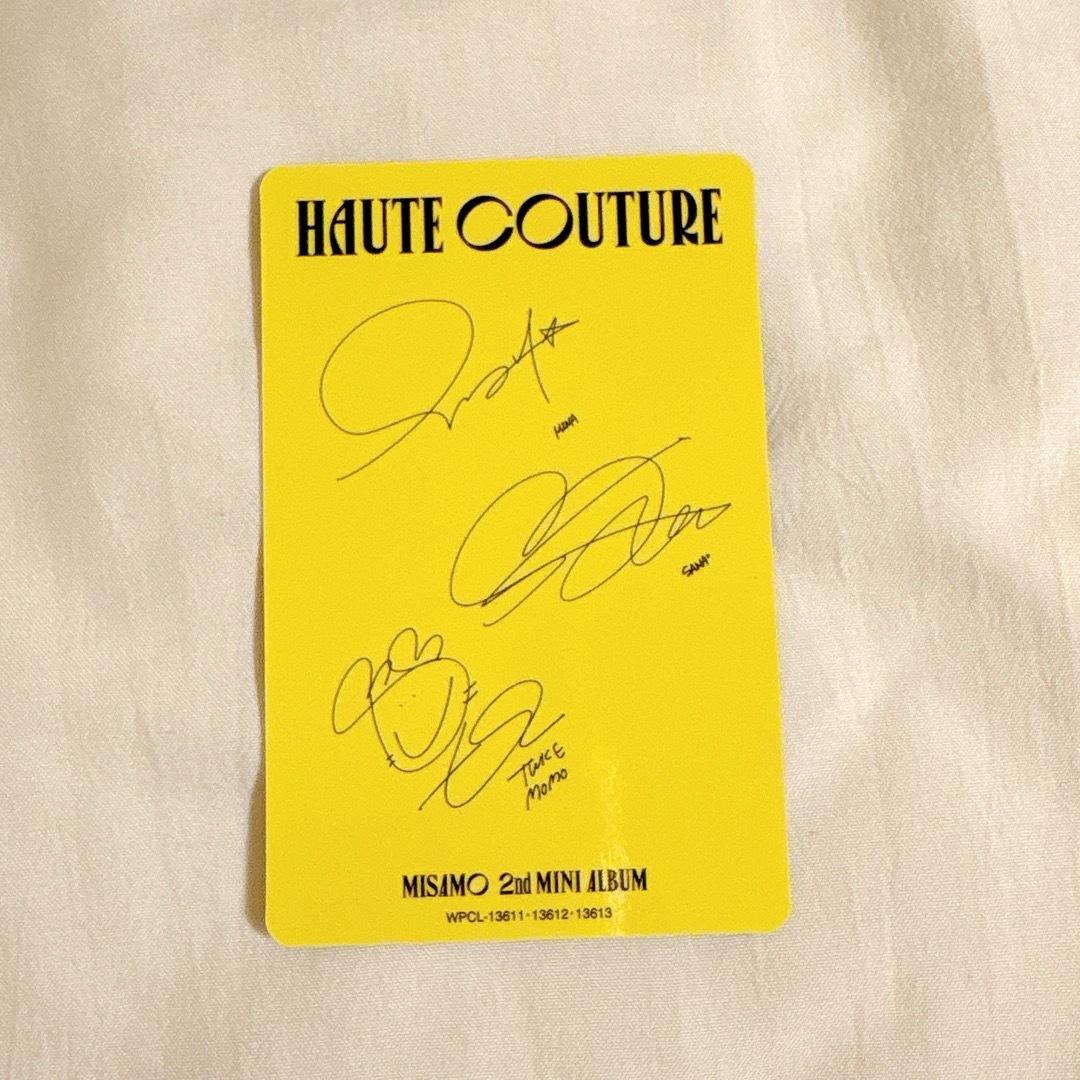 HAUTE COUTURE
MINA
SANA
TWICE
MOMO
MISAMO 2nd MINI ALBUM
WPCL-13611・13612・13613